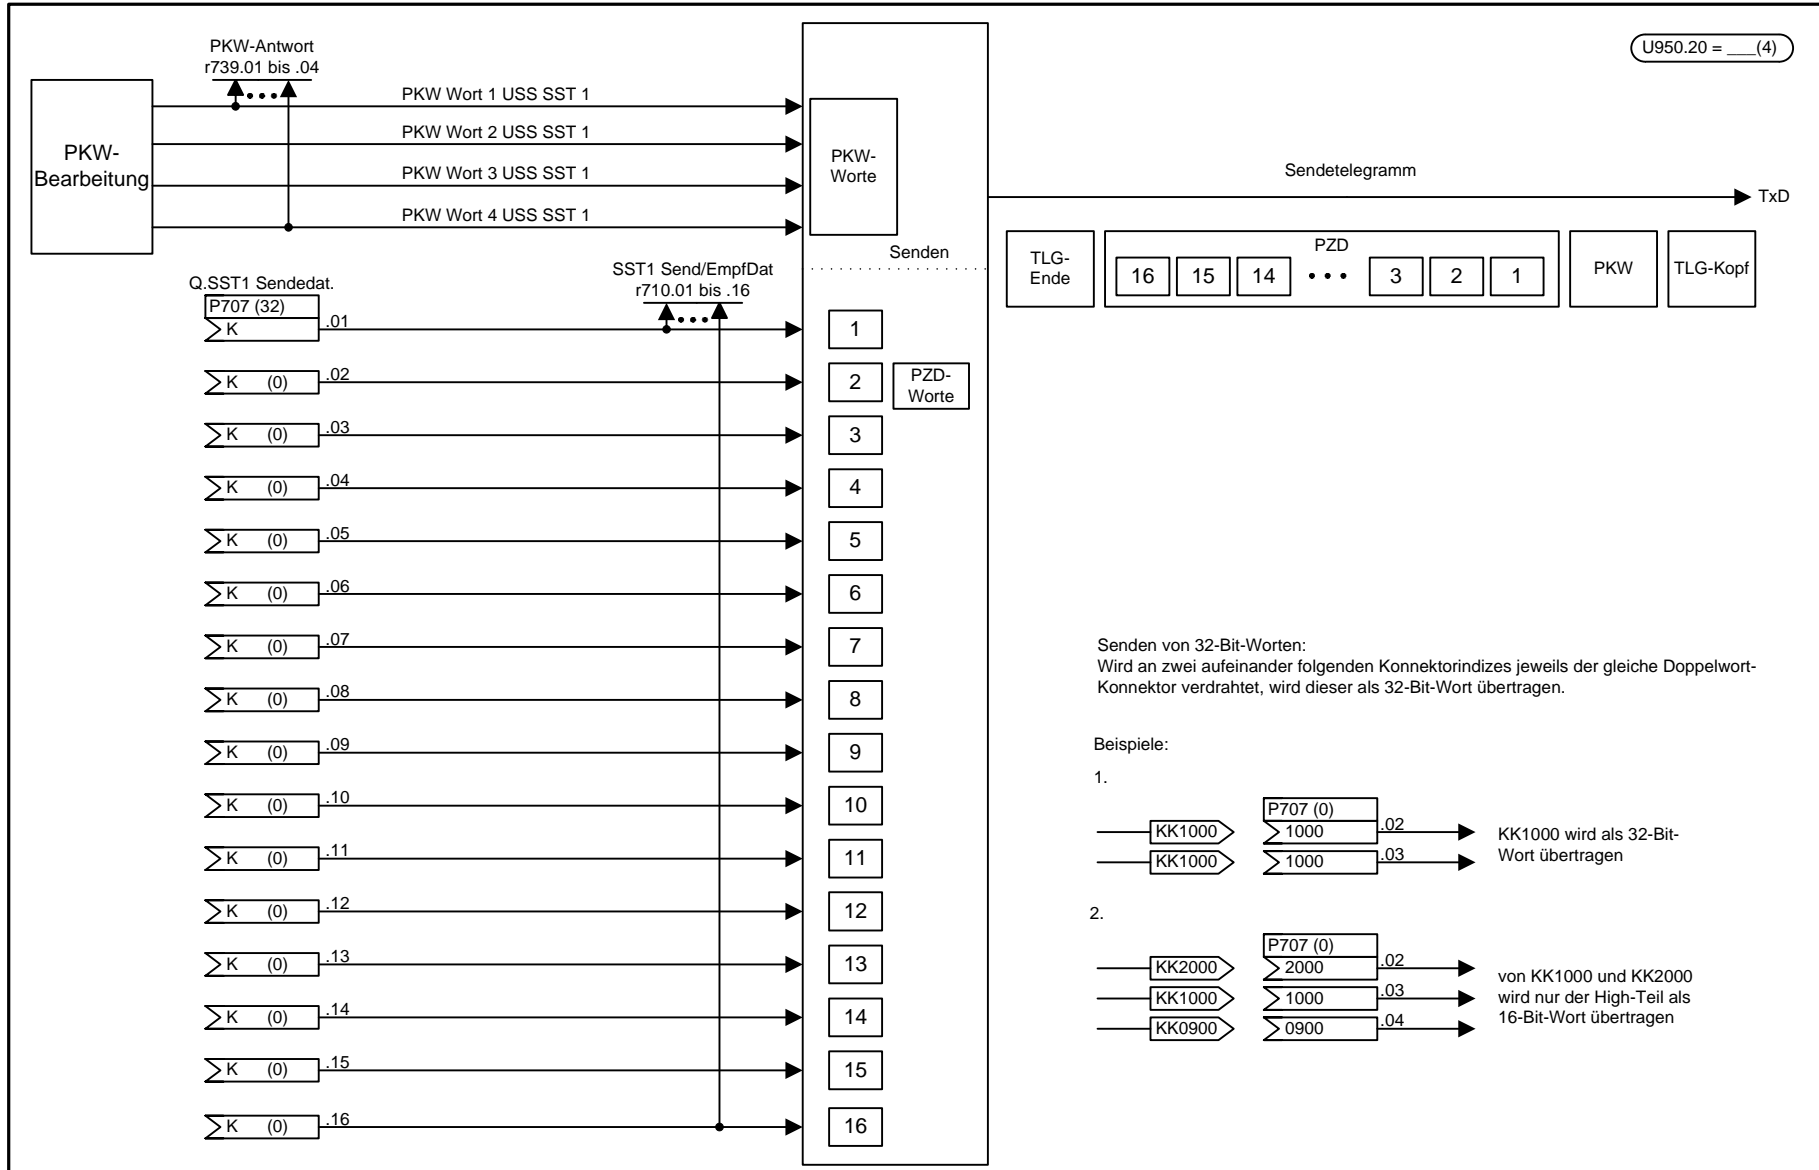 U950.20 = ___(4)
PKW-Antwort
r739.01 bis .04
PKW-
Bearbeitung
PKW Wort 1 USS SST 1
PKW Wort 2 USS SST 1
PKW Wort 3 USS SST 1
PKW Wort 4 USS SST 1
PKW-
Worte
Senden
Sendetelegramm
TxD
TLG-
Ende
PZD
16 15 14 3 2 1
PKW
TLG-Kopf
Q.SST1 Sendedat.
P707 (32)
SST1 Send/EmpfDat
r710.01 bis .16
K .01 1
K (0) .02 2
PZD-
Worte
K (0) .03 3
K (0) .04 4
K (0) .05 5
K (0) .06 6
K (0) .07 7
K (0) .08 8
K (0) .09 9
K (0) .10 10
K (0) .11 11
K (0) .12 12
K (0) .13 13
K (0) .14 14
K (0) .15 15
K (0) .16 16
Senden von 32-Bit-Worten:
Wird an zwei aufeinander folgenden Konnektorindizes jeweils der gleiche Doppelwort-
Konnektor verdrahtet, wird dieser als 32-Bit-Wort übertragen.
Beispiele:
1.
P707 (0)
KK1000 1000 .02
KK1000 1000 .03
KK1000 wird als 32-Bit-
Wort übertragen
2.
P707 (0)
KK2000 2000 .02
KK1000 1000 .03
KK0900 0900 .04
von KK1000 und KK2000
wird nur der High-Teil als
16-Bit-Wort übertragen